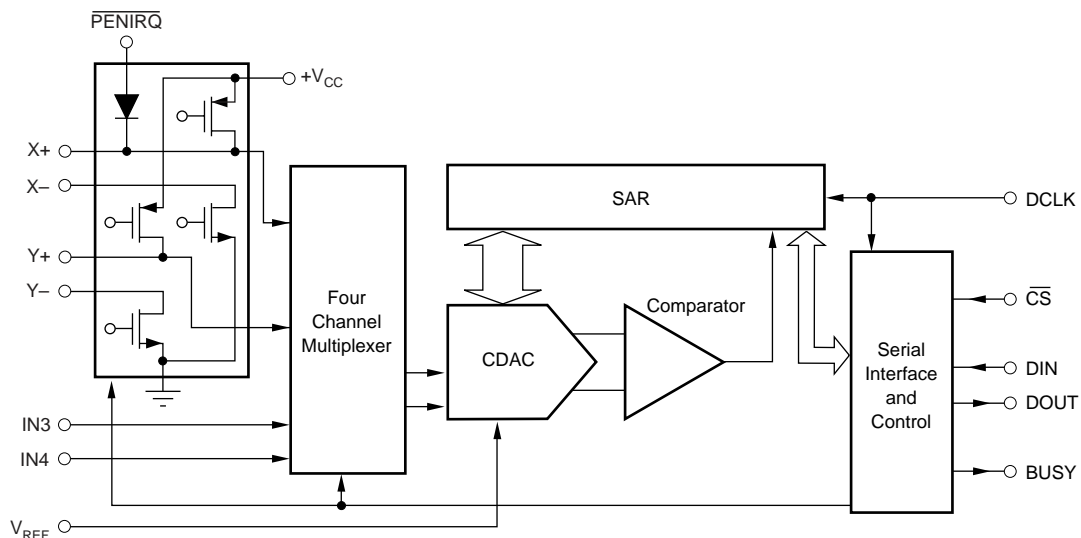 PENIRQ
+VCC
X+
X–
Y+
Y–
IN3
IN4
VREF
Four
Channel
Multiplexer
SAR
CDAC
Comparator
Serial
Interface
and
Control
DCLK
CS
DIN
DOUT
BUSY